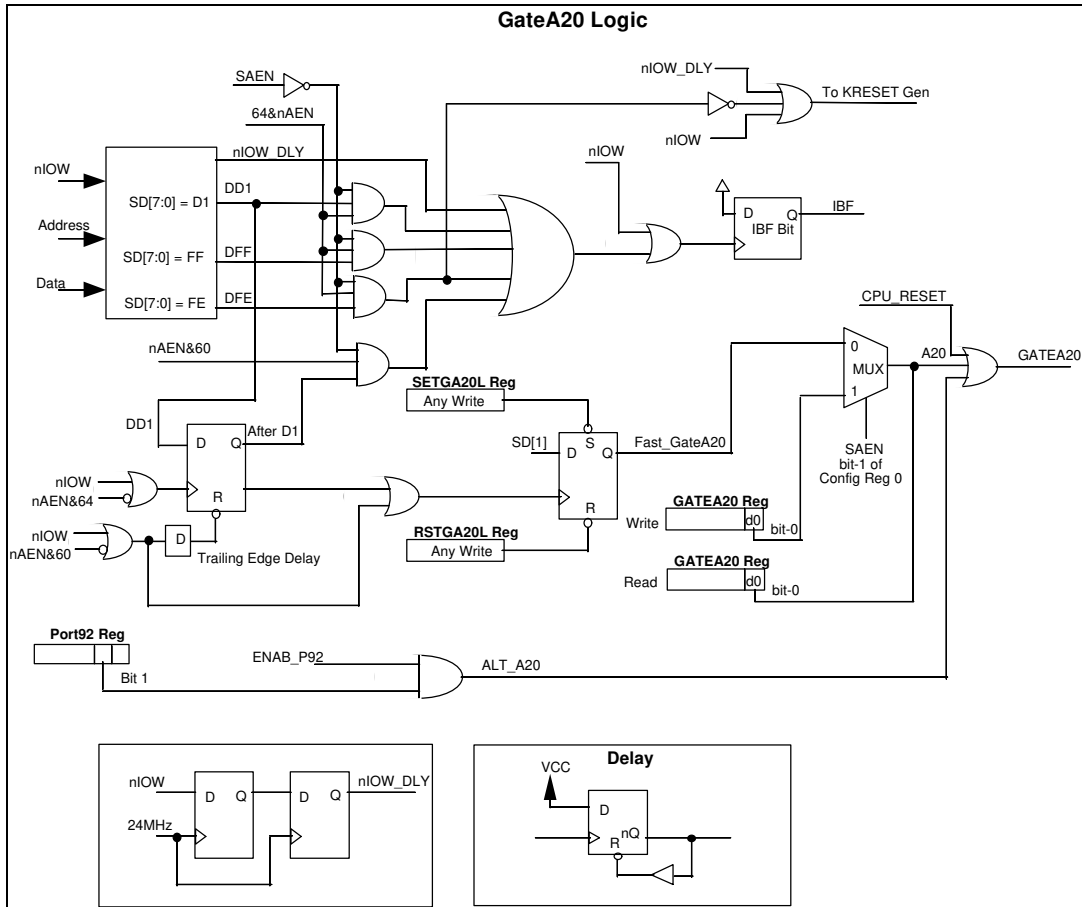 GateA20 Logic
SAEN
nIOW_DLY
To KRESET Gen
64&nAEN
nIOW
nIOW_DLY
nIOW
nIOW
DD1
SD[7:0] = D1
D Q
IBF
IBF Bit
Address
SD[7:0] = FF
DFF
Data
SD[7:0] = FE
DFE
CPU_RESET
nAEN&60
0
A20
GATEA20
MUX
SETGA20L Reg
1
Any Write
DD1
After D1
D Q
R
SD[1]
S
D Q
R
Fast_GateA20
SAEN
bit-1 of
Config Reg 0
nIOW
nAEN&64
GATEA20 Reg
Write
d0
bit-0
nIOW
nAEN&60
D
Trailing Edge Delay
RSTGA20L Reg
Any Write
GATEA20 Reg
Read
d0
bit-0
Port92 Reg
ENAB_P92
ALT_A20
Bit 1
nIOW
D Q
D Q
nIOW_DLY
24MHz
Delay
VCC
D
nQ
R